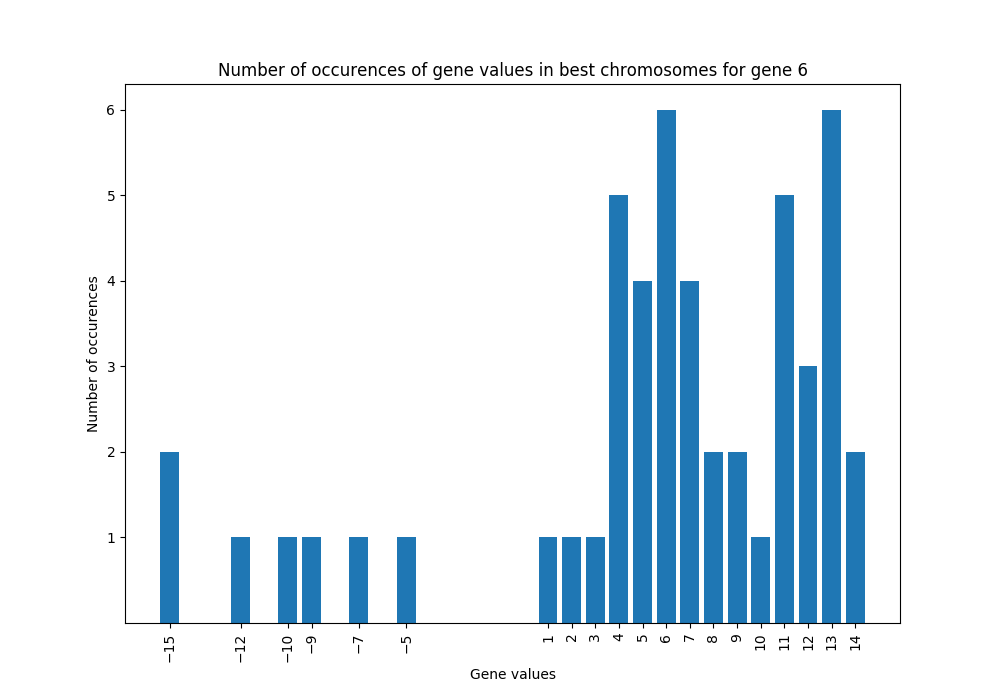 Number of occurences of gene values in best chromosomes for gene 6
Number of occurences
6
5
4
3
2
1
−15 −12 −10 −9 −7 −5 1 2 3 4 5 6 7 8 9 10 11 12 13 14
Gene values